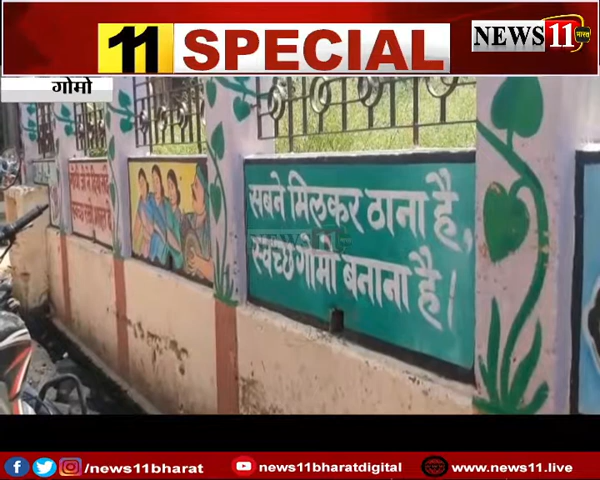 11 SPECIAL
NEWS 11 भारत
गोमो
सबने मिलकर ठाना है,
स्वच्छ गोमो बनाना है।
/news11bharat
/news11bharatdigital
www.news11.live